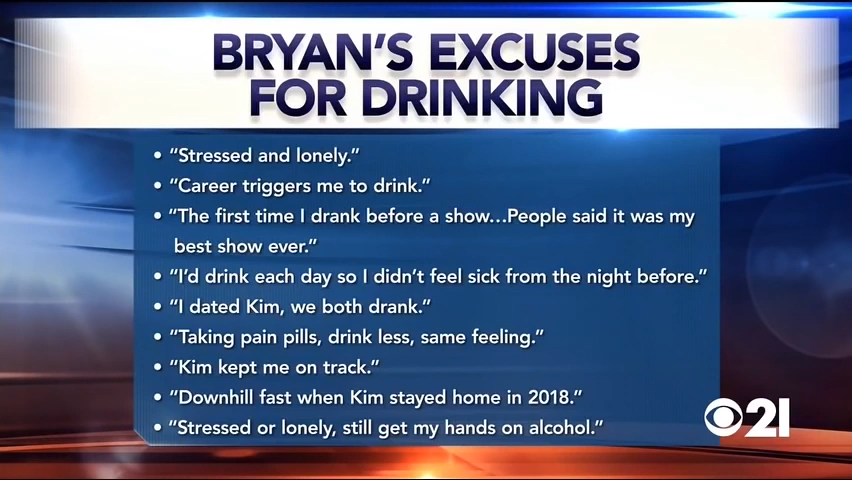 BRYAN'S EXCUSES
FOR DRINKING
• “Stressed and lonely.”
• “Career triggers me to drink.”
• “The first time I drank before a show…People said it was my
best show ever.”
• “I’d drink each day so I didn’t feel sick from the night before.”
• “I dated Kim, we both drank.”
• “Taking pain pills, drink less, same feeling.”
• “Kim kept me on track.”
• “Downhill fast when Kim stayed home in 2018.”
• “Stressed or lonely, still get my hands on alcohol.”
21